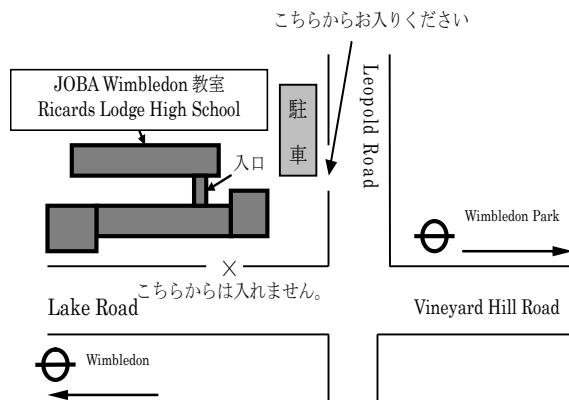 こちらからお入りください
JOBA Wimbledon 教室
Ricards Lodge High School
駐
車
Leopold Road
入口
Wimbledon Park
×
こちらからは入れません。
Lake Road
Vineyard Hill Road
Wimbledon